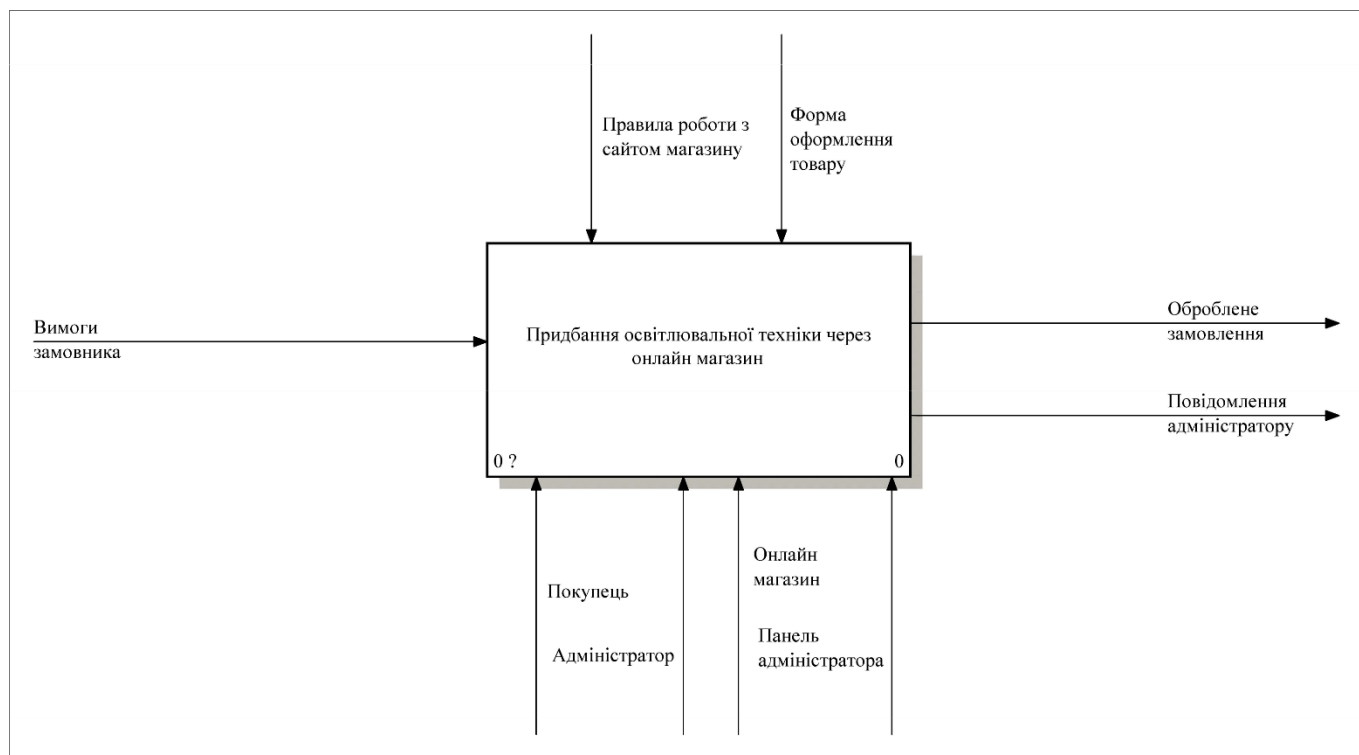 Правила роботи з
сайтом магазину
Форма
оформлення
товару
Вимоги
замовника
Придбання освітлювальної техніки через
онлайн магазин
Оброблене
замовлення
Повідомлення
адміністратору
0 ?
0
Покупець
Адміністратор
Онлайн
магазин
Панель
адміністратора